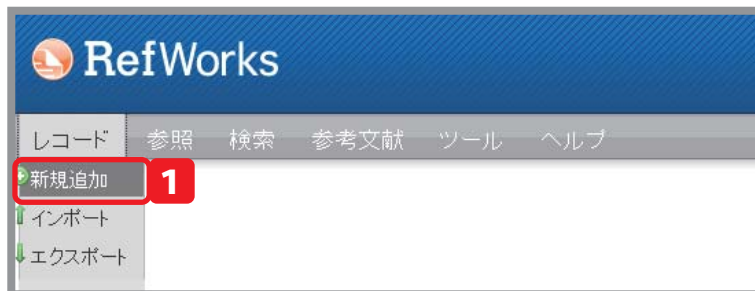 RefWorks
レコード 参照 検索 参考文献 ツール ヘルプ
新規追加 1
インポート
エクスポート